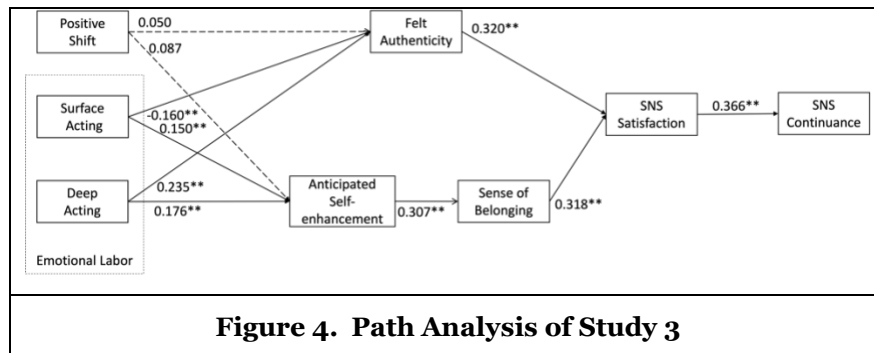 Positive
Shift
0.050
0.087
Felt
Authenticity
0.320**
Surface
Acting
-0.160**
0.150**
SNS
Satisfaction
0.366**
SNS
Continuance
Deep
Acting
0.235**
0.176**
Anticipated
Self-
enhancement
0.307**
Sense of
Belonging
0.318**
Emotional Labor
Figure 4. Path Analysis of Study 3